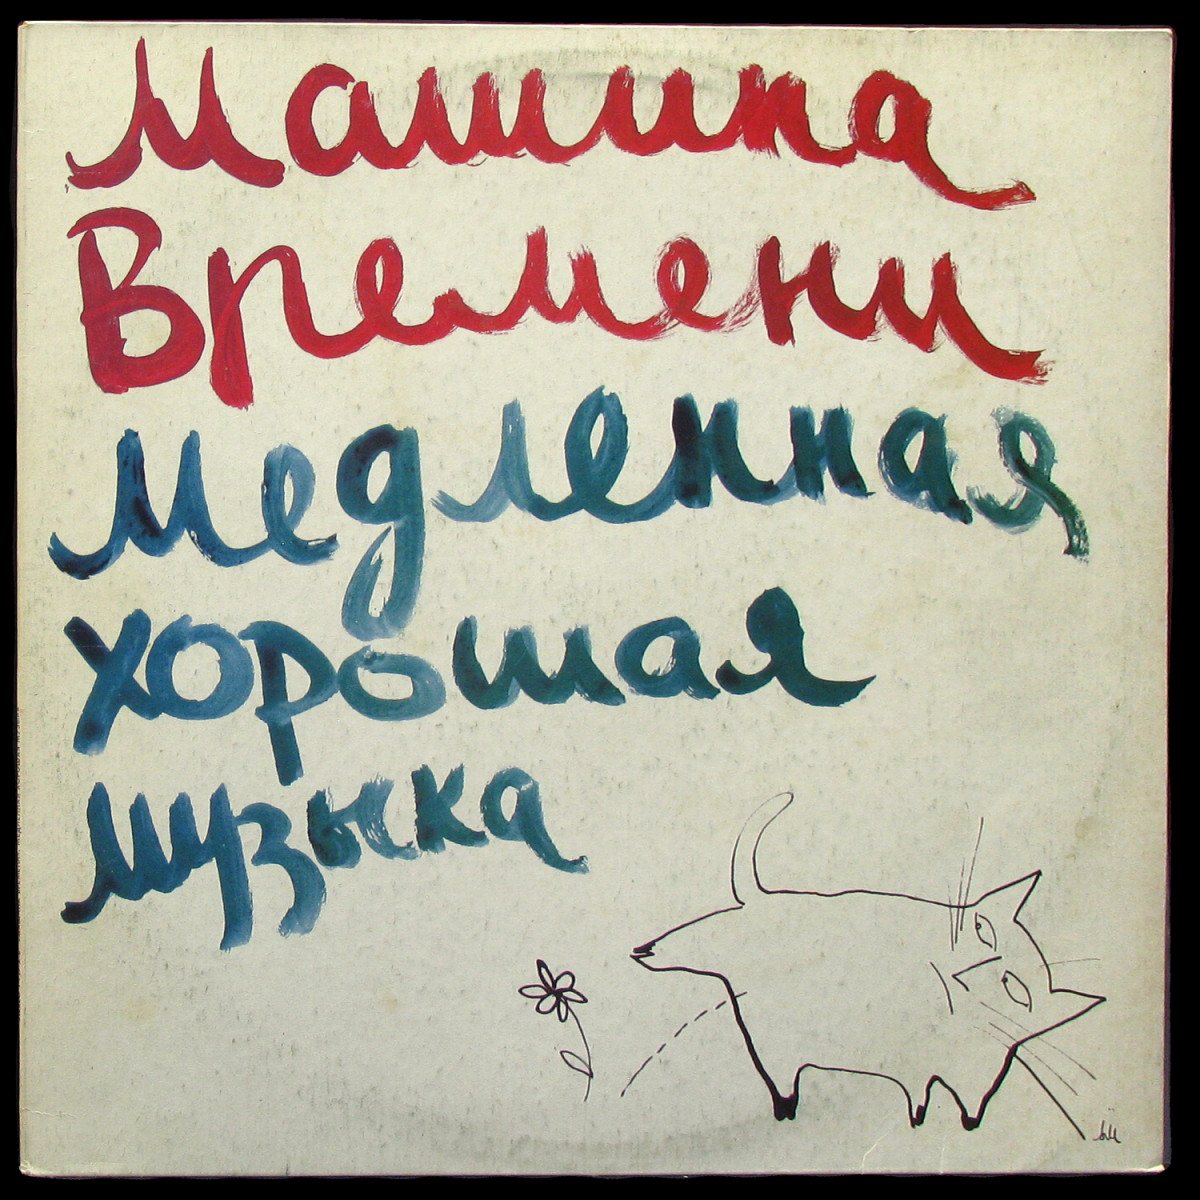 Машина
Времени
медленная
хорошая
музыка